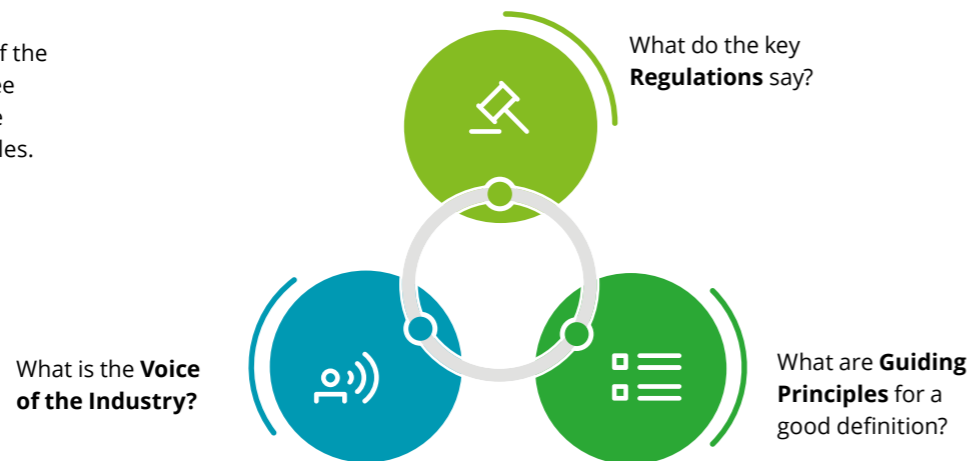 f the
ee
e
les.
What do the key
Regulations say?
What is the Voice
of the Industry?
What are Guiding
Principles for a
good definition?